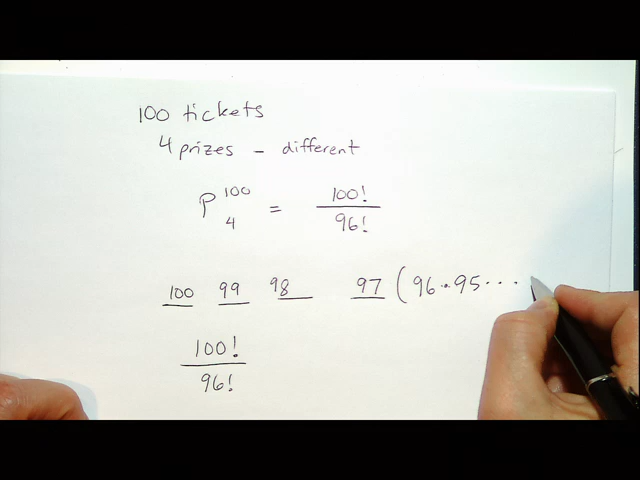 100 tickets
4 prizes - different
P 100 4 = 100! / 96!
100 99 98 97 ( 96 · 95 ···
100! / 96!